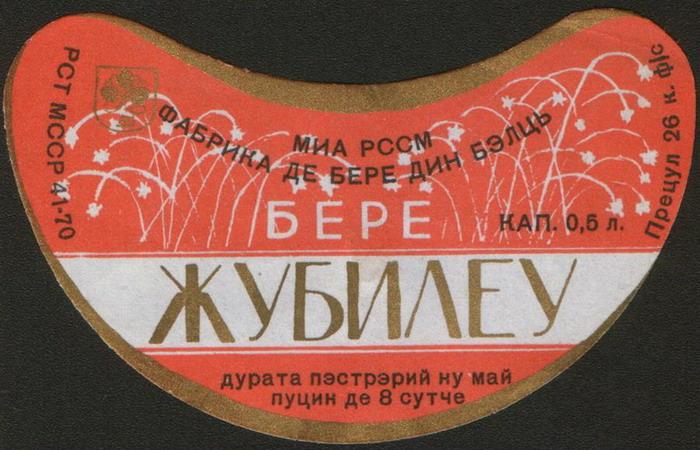 РСТ МССР 41-70
МИА РССМ
ФАБРИКА ДЕ БЕРЕ ДИН БЭЛЦЬ
БЕРЕ
КАП. 0,5 л.
Прецул 26 к. ф/с
ЖУБИЛЕУ
дурата пэстрэрий ну май
пуцин де 8 сутче